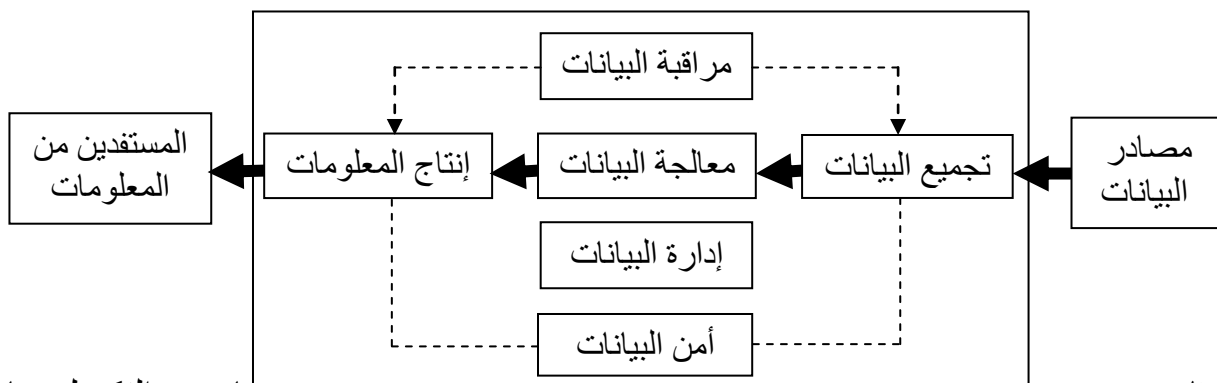 مراقبة البيانات
مصادر
البيانات
تجميع البيانات
معالجة البيانات
إنتاج المعلومات
المستفدين من
المعلومات
إدارة البيانات
أمن البيانات